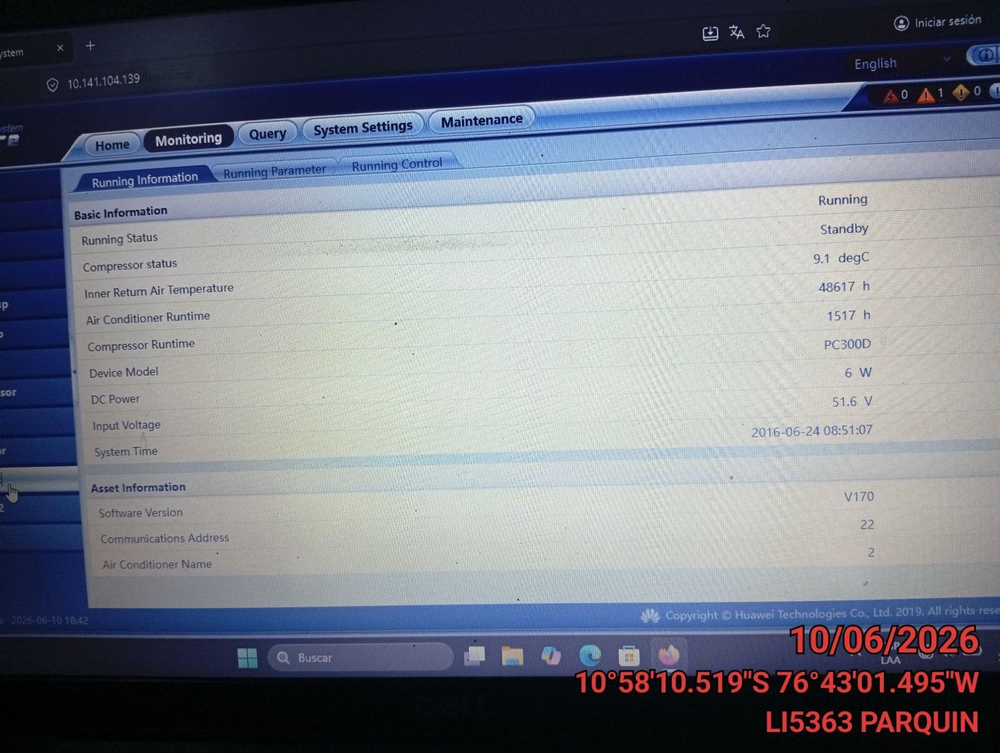 ystem × +
Iniciar sesión
10.141.104.139
English
0 1 0
ystem
Home Monitoring Query System Settings Maintenance
Running Information Running Parameter Running Control
Basic Information
Running Status Running
Compressor status Standby
Inner Return Air Temperature 9.1 degC
Air Conditioner Runtime 48617 h
Compressor Runtime 1517 h
Device Model PC300D
DC Power 6 W
Input Voltage 51.6 V
System Time 2016-06-24 08:51:07
Asset Information
Software Version V170
Communications Address 22
Air Conditioner Name 2
p
sor
r
2
e 2026-06-10 18:42
Copyright © Huawei Technologies Co., Ltd. 2019. All rights rese
Buscar
LAA
DELL
10/06/2026
10°58'10.519"S 76°43'01.495"W
LI5363 PARQUIN